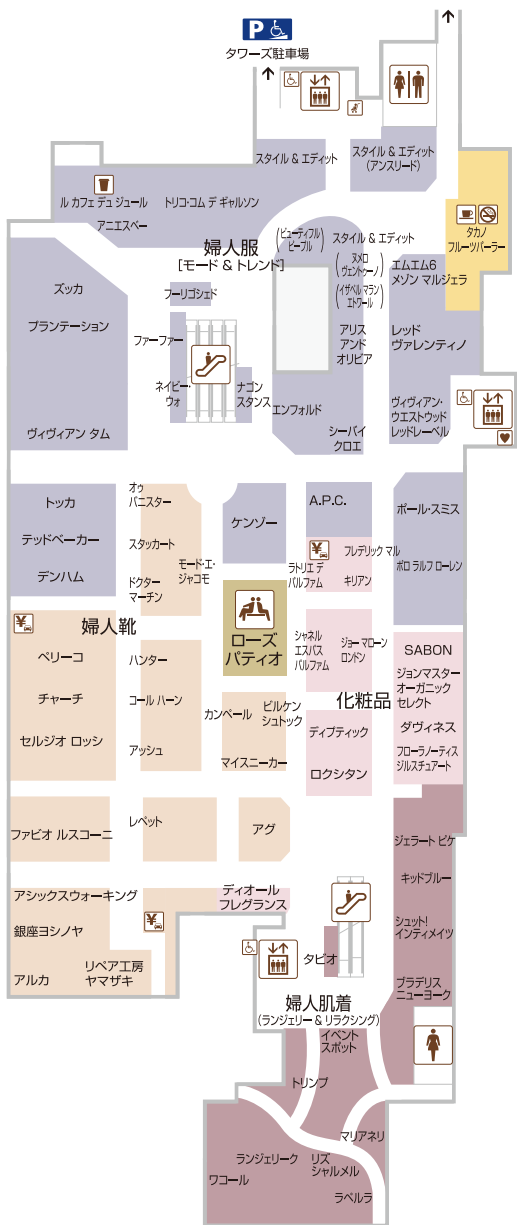 P
タワーズ駐車場
スタイル & エディット
スタイル & エディット
(アンスリード)
ル カフェ デュ ジュール
トリコ・コム デ ギャルソン
アニエスベー
タカノ
フルーツパーラー
婦人服
[モード & トレンド]
(ビューティフル
ピープル)
スタイル & エディット
(ヌメロ
ヴェントゥーノ)
(イザベル マラン
エトワール)
エムエム6
メゾン マルジェラ
ズッカ
プランテーション
フーリゴシェド
ファーファー
アリス
アンド
オリビア
レッド
ヴァレンティノ
ネイビー・
ウォ
ナゴン
スタンス
エンフォルド
ヴィヴィアン・
ウエストウッド
レッドレーベル
ヴィヴィアン タム
シーバイ
クロエ
トッカ
オゥ
バニスター
ケンゾー
A.P.C.
ポール・スミス
テッドベーカー
スタッカート
モード・エ・
ジャコモ
¥
フレデリック マル
ラトリエ デ
パルファム
キリアン
ポロ ラルフ ローレン
デンハム
ドクター
マーチン
¥
婦人靴
ローズ
パティオ
シャネル
エスパス
パルファム
ジョー マローン
ロンドン
SABON
ペリーコ
ハンター
ジョンマスター
オーガニック
セレクト
化粧品
チャーチ
コール ハーン
カンペール
ビルケン
シュトック
ディプティック
ダヴィネス
セルジオ ロッシ
アッシュ
マイスニーカー
ロクシタン
フローラノーティス
ジルスチュアート
ファビオ ルスコーニ
レペット
アグ
ジェラート ピケ
キッドブルー
アシックスウォーキング
ディオール
フレグランス
¥
銀座ヨシノヤ
シュット!
インティメイツ
タビオ
リペア工房
ヤマザキ
アルカ
ブラデリス
ニューヨーク
婦人肌着
(ランジェリー & リラクシング)
イベント
スポット
トリンプ
マリアネリ
ランジェリーク
リズ
シャルメル
ワコール
ラペルラ